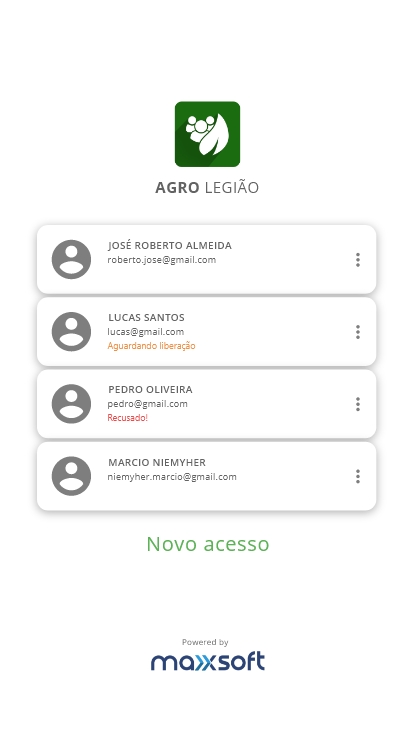 AGRO LEGIÃO
JOSÉ ROBERTO ALMEIDA
roberto.jose@gmail.com
LUCAS SANTOS
lucas@gmail.com
Aguardando liberação
PEDRO OLIVEIRA
pedro@gmail.com
Recusado!
MARCIO NIEMYHER
niemyher.marcio@gmail.com
Novo acesso
Powered by
maxxsoft